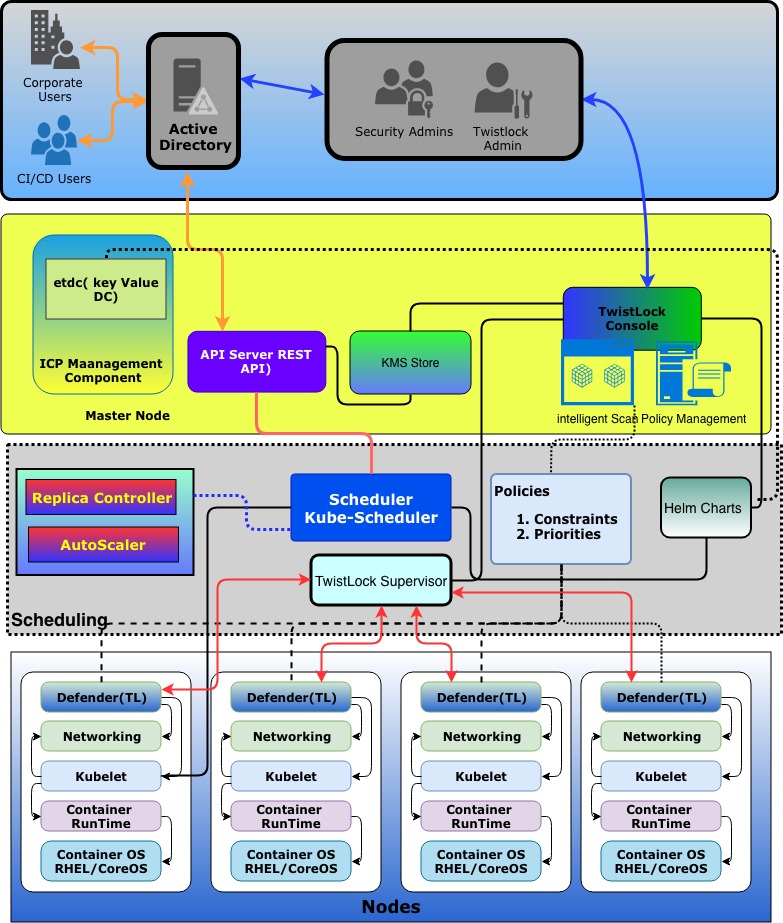 Corporate
Users
CI/CD Users
Active
Directory
Security Admins
Twistlock
Admin
etdc( key Value
DC)
ICP Maanagement
Component
Master Node
API Server REST
API)
KMS Store
TwistLock
Console
intelligent Scan
Policy Management
Replica Controller
AutoScaler
Scheduler
Kube-Scheduler
TwistLock Supervisor
Policies
1. Constraints
2. Priorities
Helm Charts
Scheduling
Defender(TL)
Networking
Kubelet
Container
RunTime
Container OS
RHEL/CoreOS
Defender(TL)
Networking
Kubelet
Container
RunTime
Container OS
RHEL/CoreOS
Defender(TL)
Networking
Kubelet
Container
RunTime
Container OS
RHEL/CoreOS
Defender(TL)
Networking
Kubelet
Container
RunTime
Container OS
RHEL/CoreOS
Nodes